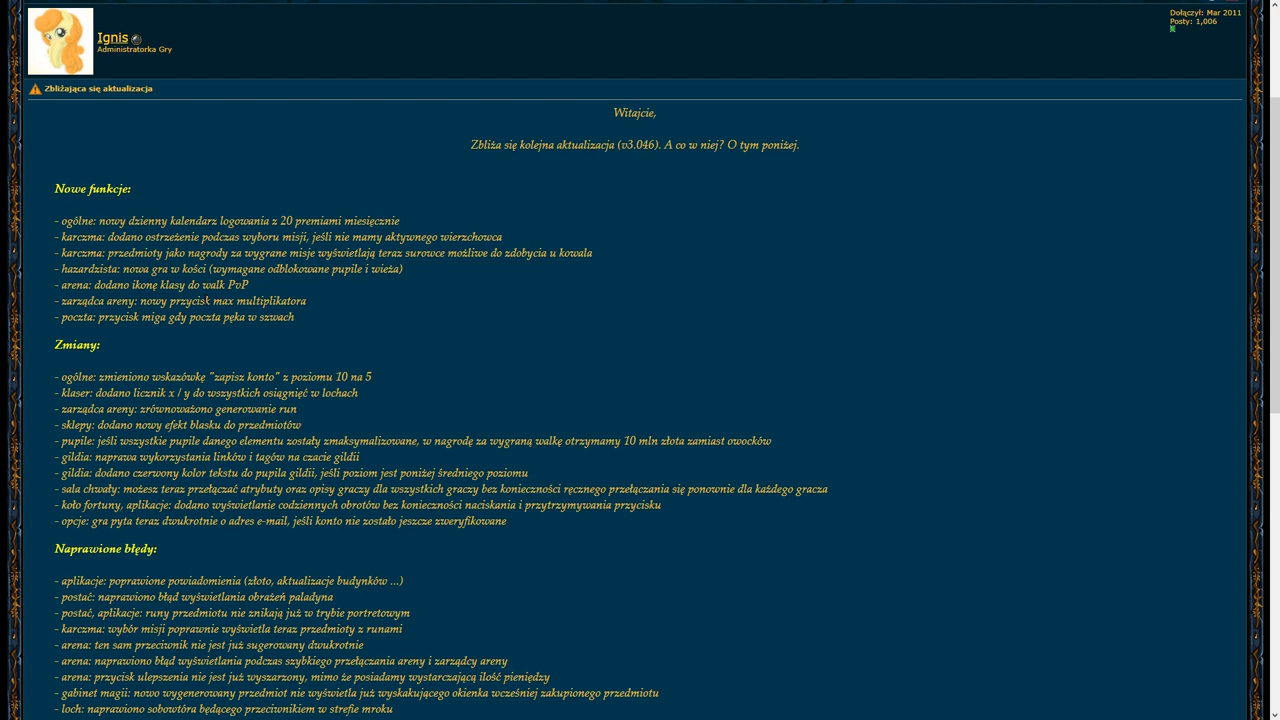 Dołączył: Mar 2011
Posty: 1,006
Ignis
Administratorka Gry
Zbliżająca się aktualizacja
Witajcie,
Zbliża się kolejna aktualizacja (v3.046). A co w niej? O tym poniżej.
Nowe funkcje:
- ogólne: nowy dzienny kalendarz logowania z 20 premiami miesięcznie
- karczma: dodano ostrzeżenie podczas wyboru misji, jeśli nie mamy aktywnego wierzchowca
- karczma: przedmioty jako nagrody za wygrane misje wyświetlają teraz surowce możliwe do zdobycia u kowala
- hazardzista: nowa gra w kości (wymagane odblokowane pupile i wieża)
- arena: dodano ikonę klasy do walk PvP
- zarządca areny: nowy przycisk max multiplikatora
- poczta: przycisk miga gdy poczta pęka w szwach
Zmiany:
- ogólne: zmieniono wskazówkę "zapisz konto" z poziomu 10 na 5
- klaser: dodano licznik x / y do wszystkich osiągnięć w lochach
- zarządca areny: zrównoważono generowanie run
- sklepy: dodano nowy efekt blasku do przedmiotów
- pupile: jeśli wszystkie pupile danego elementu zostały zmaksymalizowane, w nagrodę za wygraną walkę otrzymamy 10 mln złota zamiast owocków
- gildia: naprawa wykorzystania linków i tagów na czacie gildii
- gildia: dodano czerwony kolor tekstu do pupila gildii, jeśli poziom jest poniżej średniego poziomu
- sala chwały: możesz teraz przełączać atrybuty oraz opisy graczy dla wszystkich graczy bez konieczności ręcznego przełączania się ponownie dla każdego gracza
- koło fortuny, aplikacje: dodano wyświetlanie codziennych obrotów bez konieczności naciskania i przytrzymywania przycisku
- opcje: gra pyta teraz dwukrotnie o adres e-mail, jeśli konto nie zostało jeszcze zweryfikowane
Naprawione błędy:
- aplikacje: poprawione powiadomienia (złoto, aktualizacje budynków ...)
- postać: naprawiono błąd wyświetlania obrażeń paladyna
- postać, aplikacje: runy przedmiotu nie znikają już w trybie portretowym
- karczma: wybór misji poprawnie wyświetla teraz przedmioty z runami
- arena: ten sam przeciwnik nie jest już sugerowany dwukrotnie
- arena: naprawiono błąd wyświetlania podczas szybkiego przełączania areny i zarządcy areny
- arena: przycisk ulepszenia nie jest już wyszarzony, mimo że posiadamy wystarczającą ilość pieniędzy
- gabinet magii: nowo wygenerowany przedmiot nie wyświetla już wyskakującego okienka wcześniej zakupionego przedmiotu
- loch: naprawiono sobowtóra będącego przeciwnikiem w strefie mroku